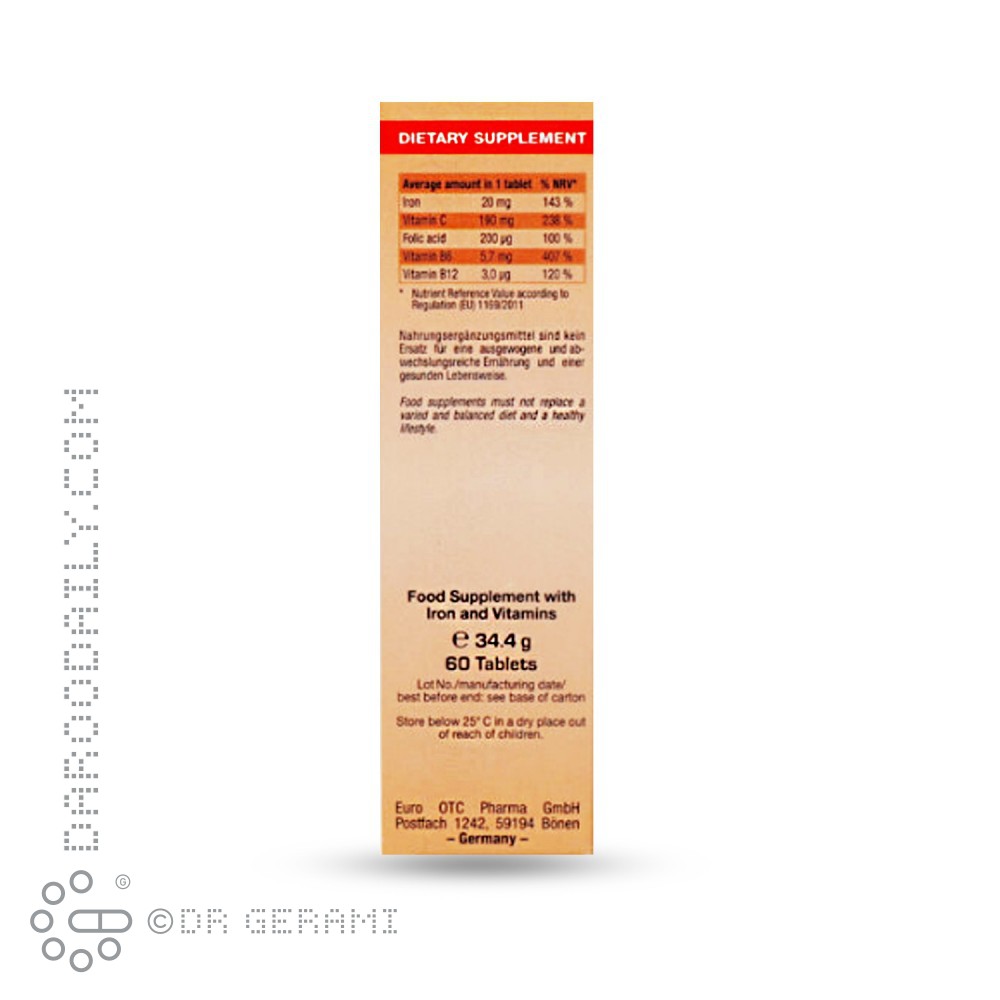 DIETARY SUPPLEMENT
Average amount in 1 tablet % NRV*
Iron 20 mg 143 %
Vitamin C 190 mg 238 %
Folic acid 200 µg 100 %
Vitamin B6 5,7 mg 407 %
Vitamin B12 3,0 µg 120 %
* Nutrient Reference Value according to
Regulation (EU) 1169/2011
Nahrungsergänzungsmittel sind kein
Ersatz für eine ausgewogene und ab-
wechslungsreiche Ernährung und einer
gesunden Lebensweise.
Food supplements must not replace a
varied and balanced diet and a healthy
lifestyle.
Food Supplement with
Iron and Vitamins
℮ 34.4 g
60 Tablets
Lot No./manufacturing date/
best before end: see base of carton
Store below 25° C in a dry place out
of reach of children.
Euro OTC Pharma GmbH
Postfach 1242, 59194 Bönen
– Germany –
DAROODAILY.COM
G
© DR GERAMI